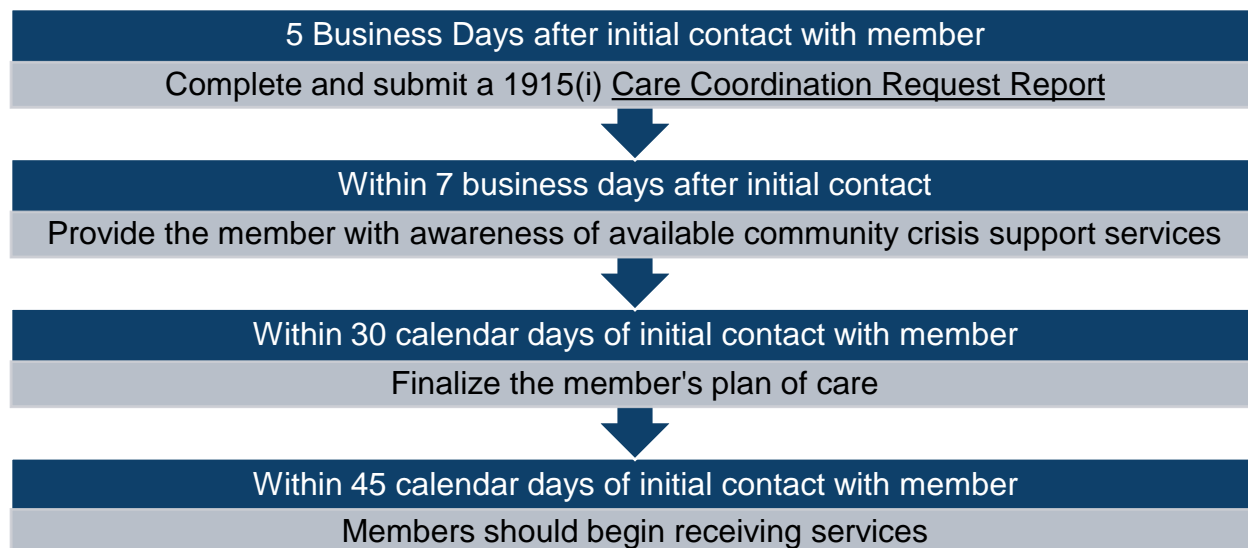 5 Business Days after initial contact with member
Complete and submit a 1915(i) Care Coordination Request Report
Within 7 business days after initial contact
Provide the member with awareness of available community crisis support services
Within 30 calendar days of initial contact with member
Finalize the member's plan of care
Within 45 calendar days of initial contact with member
Members should begin receiving services